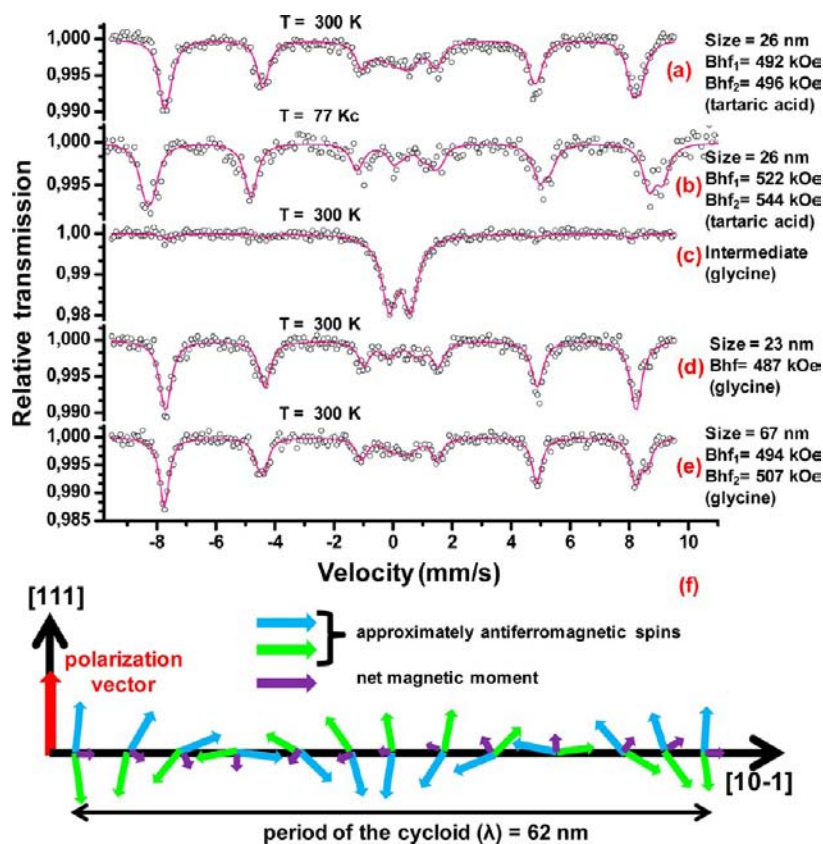 T = 300 K
1,000
0,995
0,990
(a)
Size = 26 nm
Bhf1= 492 kOe
Bhf2= 496 kOe
(tartaric acid)
T = 77 Kc
1,000
0,995
(b)
Size = 26 nm
Bhf1= 522 kOe
Bhf2= 544 kOe
(tartaric acid)
T = 300 K
1,00
0,99
0,98
(c)
Intermediate
(glycine)
T = 300 K
1,000
0,995
0,990
(d)
Size = 23 nm
Bhf= 487 kOe
(glycine)
T = 300 K
1,000
0,995
0,990
0,985
(e)
Size = 67 nm
Bhf1= 494 kOe
Bhf2= 507 kOe
(glycine)
Relative transmission
-8 -6 -4 -2 0 2 4 6 8 10
Velocity (mm/s)
(f)
[111]
polarization
vector
approximately antiferromagnetic spins
net magnetic moment
[10-1]
period of the cycloid (λ) = 62 nm